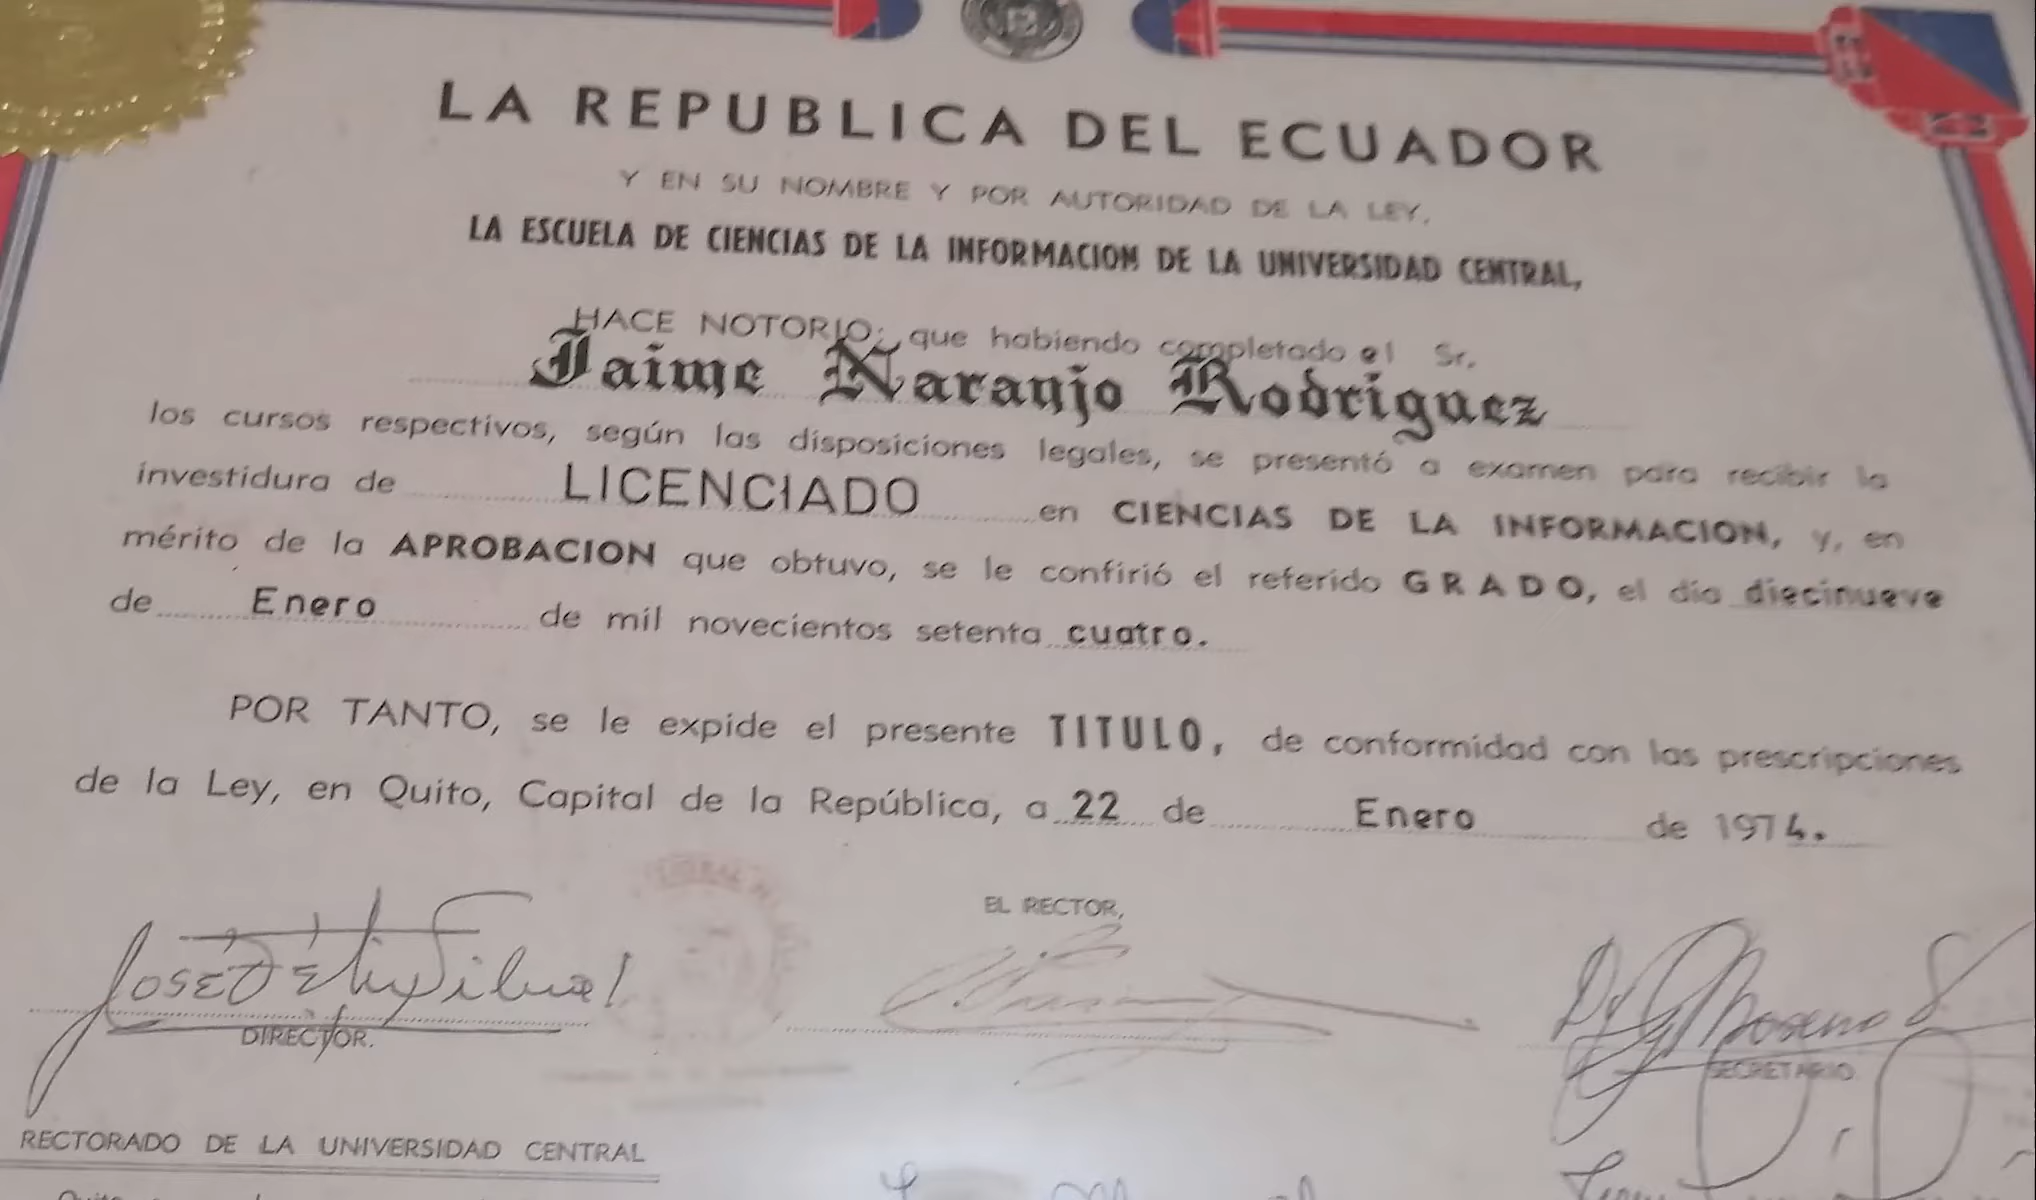 LA REPUBLICA DEL ECUADOR
Y EN SU NOMBRE Y POR AUTORIDAD DE LA LEY,
LA ESCUELA DE CIENCIAS DE LA INFORMACION DE LA UNIVERSIDAD CENTRAL,
HACE NOTORIO: que habiendo completado el Sr.
Jaime Naranjo Rodriguez
los cursos respectivos, según las disposiciones legales, se presentó a examen para recibir la
investidura de LICENCIADO en CIENCIAS DE LA INFORMACION, y, en
mérito de la APROBACION que obtuvo, se le confirió el referido GRADO, el día diecinueve
de Enero de mil novecientos setenta cuatro.
POR TANTO, se le expide el presente TITULO, de conformidad con las prescripciones
de la Ley, en Quito, Capital de la República, a 22 de Enero de 1974.
EL RECTOR,
DIRECTOR.
SECRETARIO
RECTORADO DE LA UNIVERSIDAD CENTRAL